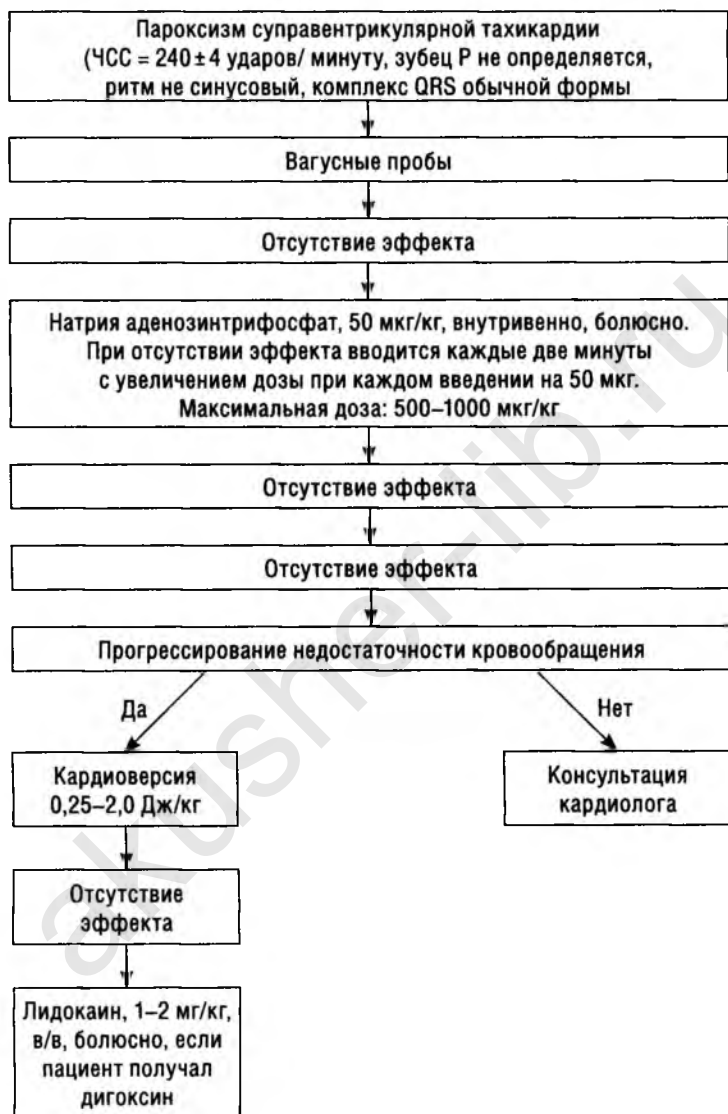 Пароксизм суправентрикулярной тахикардии
(ЧСС = 240±4 ударов/ минуту, зубец P не определяется,
ритм не синусовый, комплекс QRS обычной формы
Вагусные пробы
Отсутствие эффекта
Натрия аденозинтрифосфат, 50 мкг/кг, внутривенно, болюсно.
При отсутствии эффекта вводится каждые две минуты
с увеличением дозы при каждом введении на 50 мкг.
Максимальная доза: 500–1000 мкг/кг
Отсутствие эффекта
Отсутствие эффекта
Прогрессирование недостаточности кровообращения
Да
Нет
Кардиоверсия
0,25–2,0 Дж/кг
Консультация
кардиолога
Отсутствие
эффекта
Лидокаин, 1–2 мг/кг,
в/в, болюсно, если
пациент получал
дигоксин
akusher-lib.ru